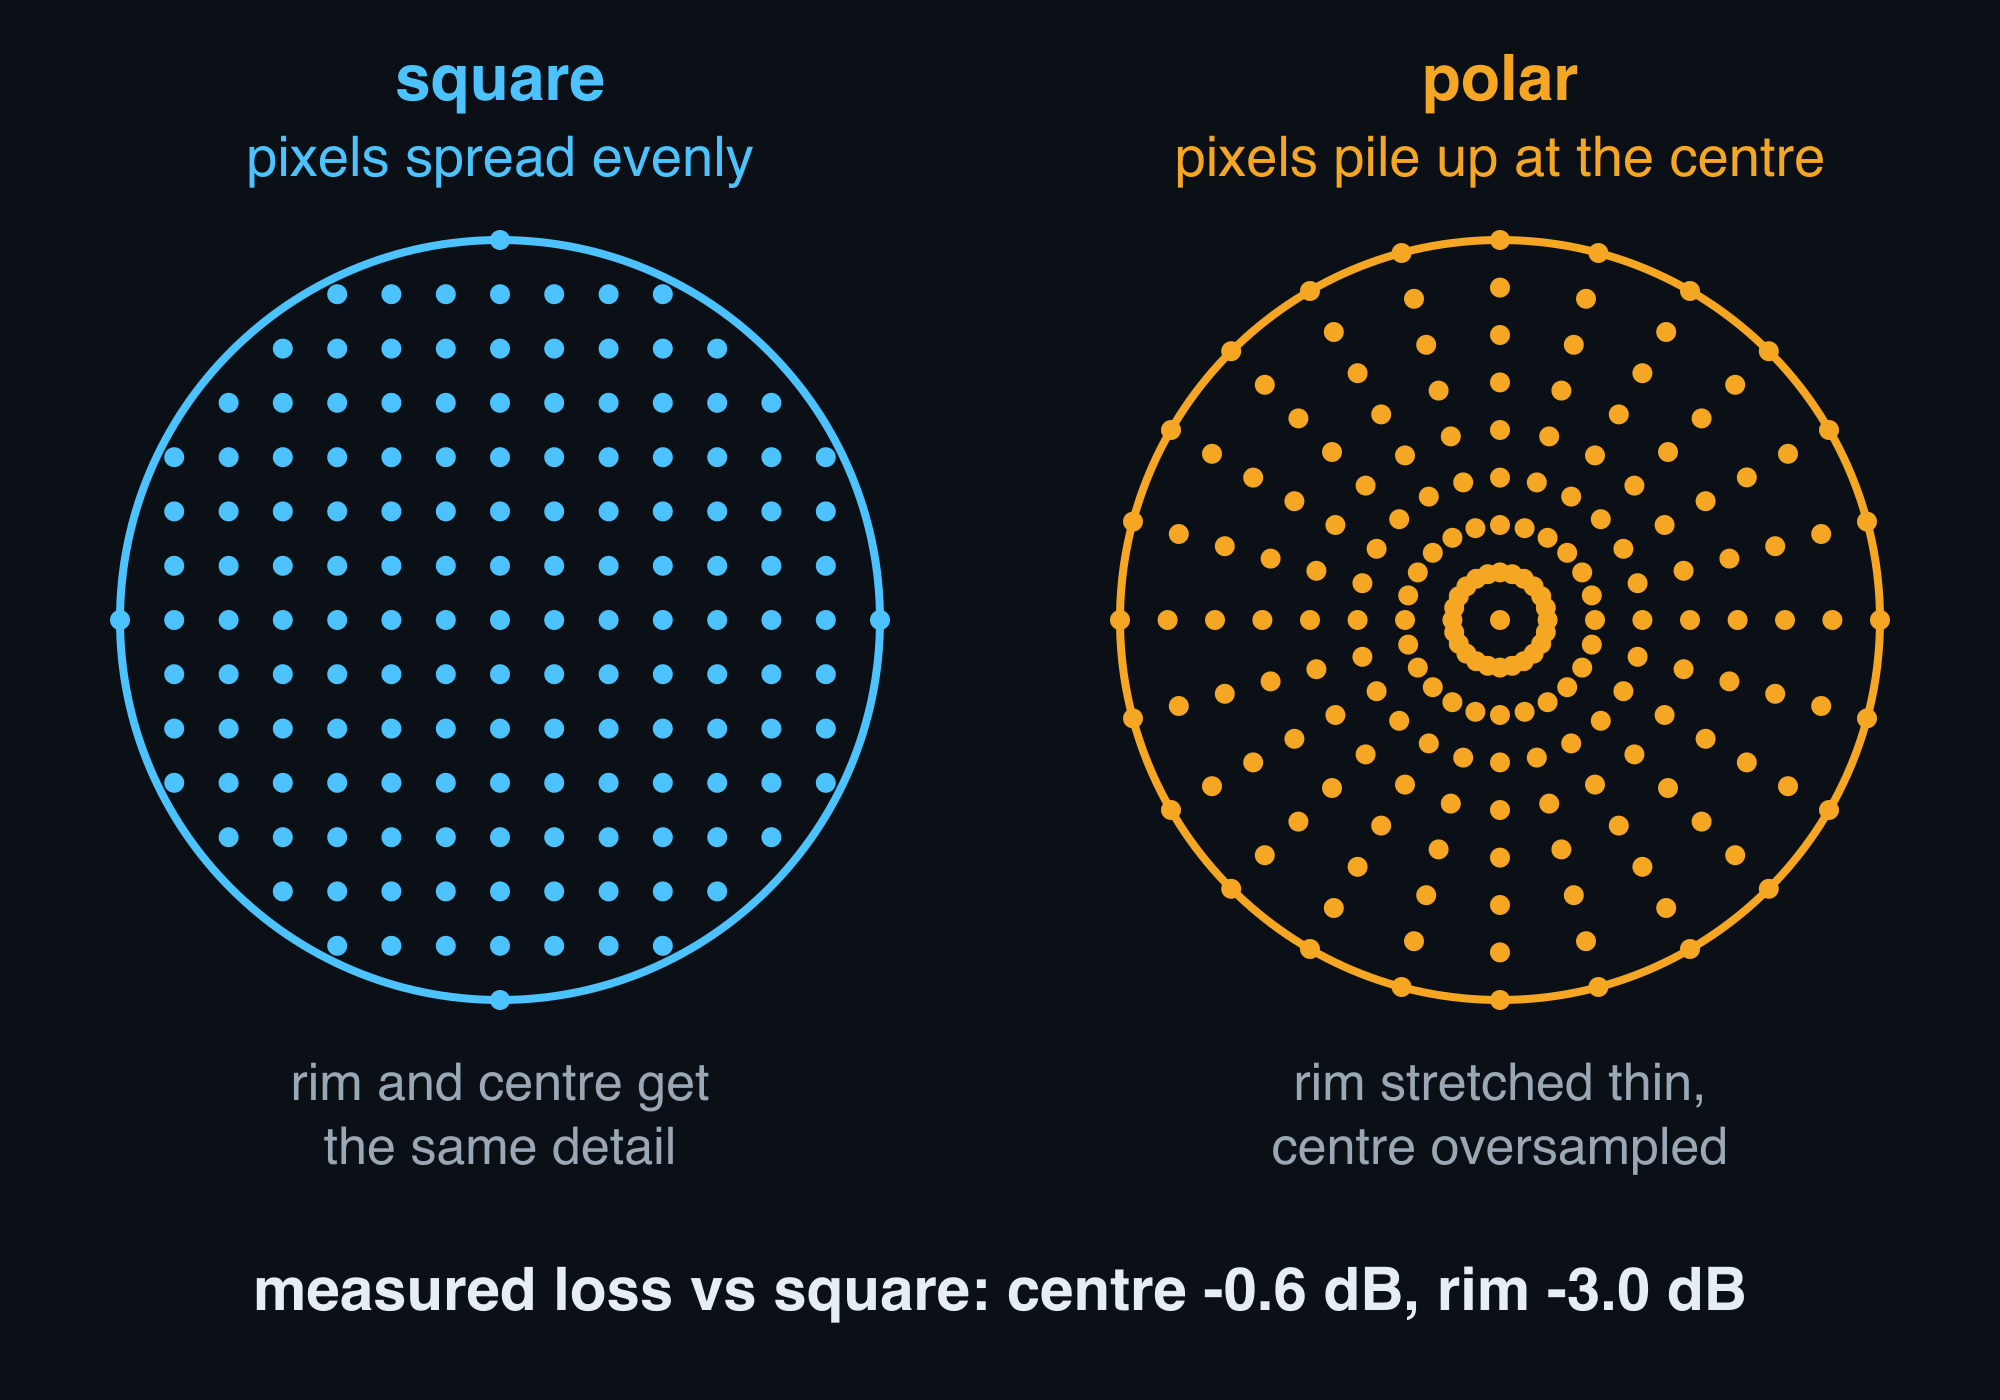 square
pixels spread evenly
polar
pixels pile up at the centre
rim and centre get
the same detail
rim stretched thin,
centre oversampled
measured loss vs square: centre -0.6 dB, rim -3.0 dB